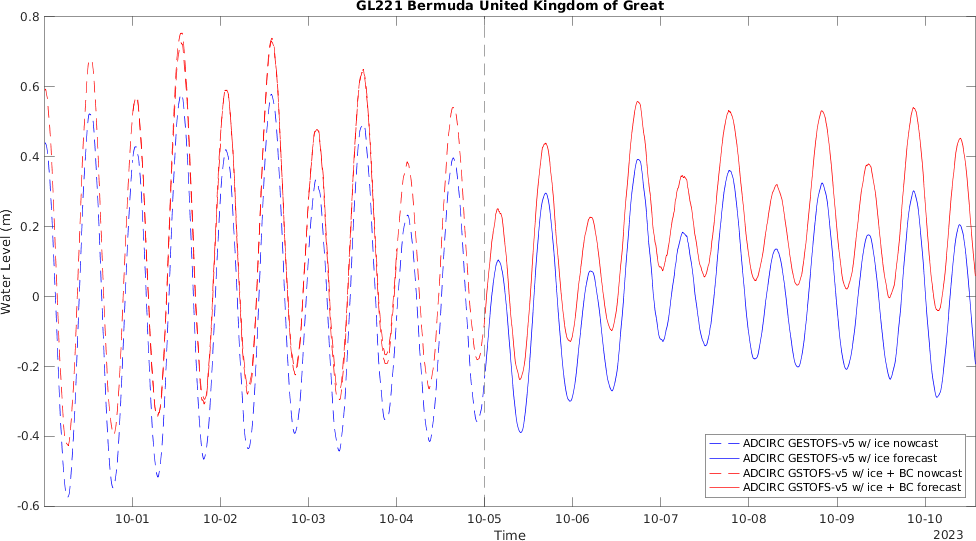 GL221 Bermuda United Kingdom of Great
0.8
0.6
0.4
0.2
0
-0.2
-0.4
-0.6
Water Level (m)
ADCIRC GESTOFS-v5 w/ ice nowcast
ADCIRC GESTOFS-v5 w/ ice forecast
ADCIRC GSTOFS-v5 w/ ice + BC nowcast
ADCIRC GSTOFS-v5 w/ ice + BC forecast
10-01 10-02 10-03 10-04 10-05 10-06 10-07 10-08 10-09 10-10
Time
2023